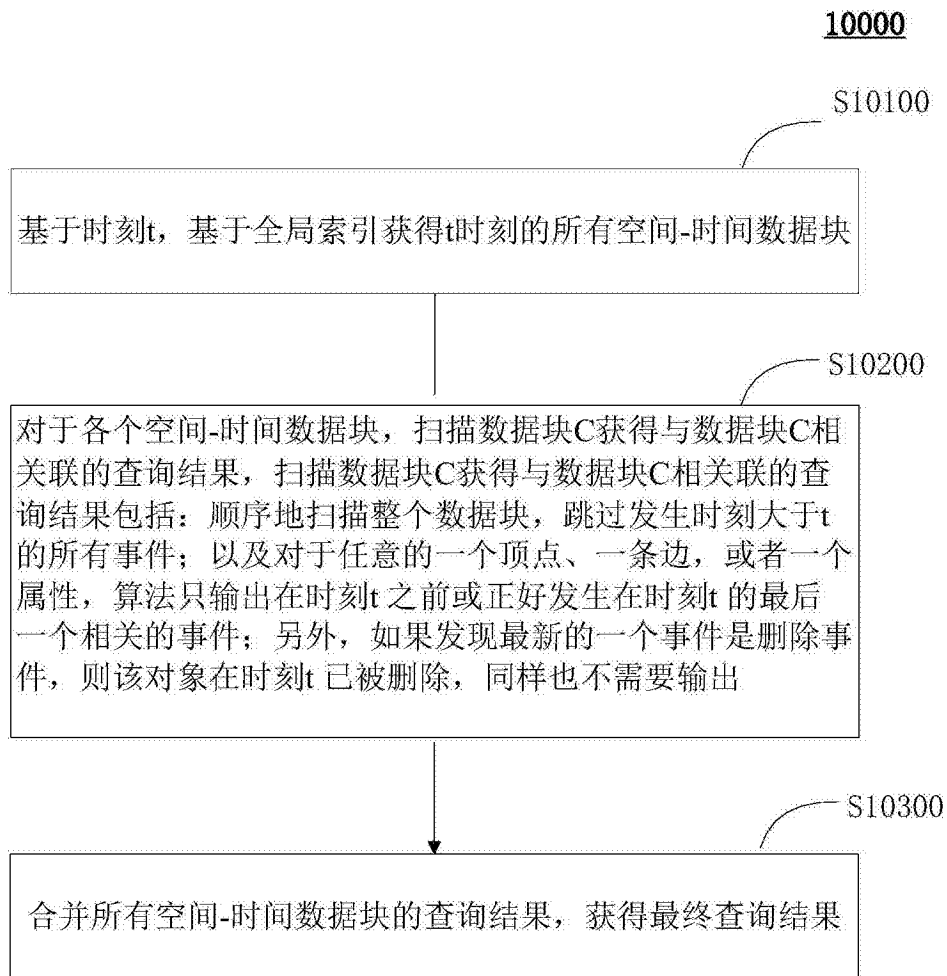 10000
S10100
基于时刻t，基于全局索引获得t时刻的所有空间-时间数据块
S10200
对于各个空间-时间数据块，扫描数据块C获得与数据块C相
关联的查询结果，扫描数据块C获得与数据块C相关联的查
询结果包括：顺序地扫描整个数据块，跳过发生时刻大于t
的所有事件；以及对于任意的一个顶点、一条边，或者一个
属性，算法只输出在时刻t 之前或正好发生在时刻t 的最后
一个相关的事件；另外，如果发现最新的一个事件是删除事
件，则该对象在时刻t 已被删除，同样也不需要输出
S10300
合并所有空间-时间数据块的查询结果，获得最终查询结果